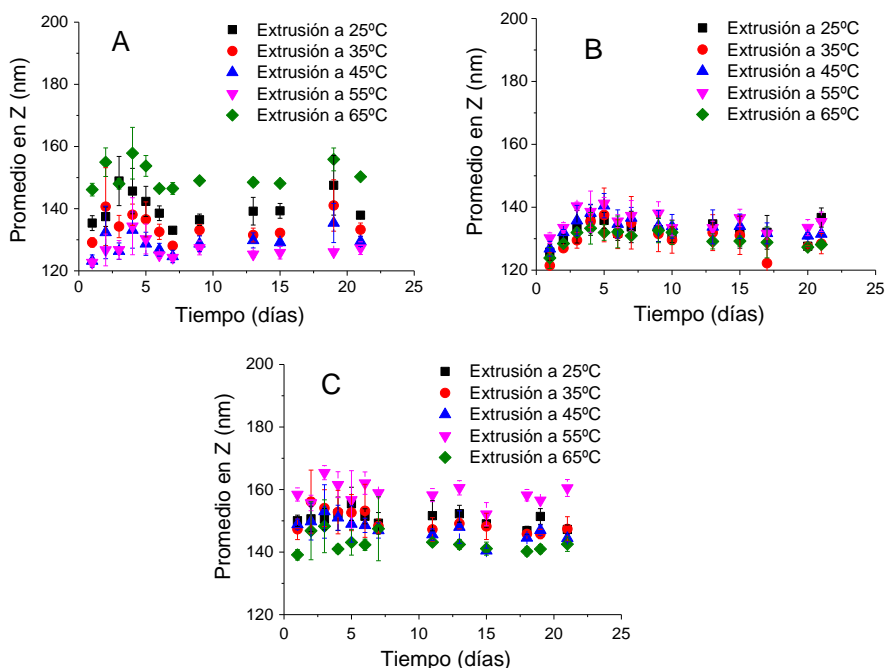 A
Extrusión a 25ºC
Extrusión a 35ºC
Extrusión a 45ºC
Extrusión a 55ºC
Extrusión a 65ºC
Promedio en Z (nm)
200
180
160
140
120
0 5 10 15 20 25
Tiempo (días)
B
Extrusión a 25ºC
Extrusión a 35ºC
Extrusión a 45ºC
Extrusión a 55ºC
Extrusión a 65ºC
Promedio en Z (nm)
200
180
160
140
120
0 5 10 15 20 25
Tiempo (días)
C
Extrusión a 25ºC
Extrusión a 35ºC
Extrusión a 45ºC
Extrusión a 55ºC
Extrusión a 65ºC
Promedio en Z (nm)
200
180
160
140
120
0 5 10 15 20 25
Tiempo (días)